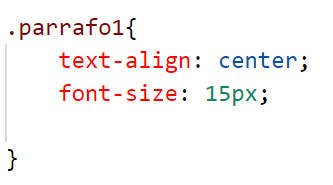 .parrafo1{
    text-align: center;
    font-size: 15px;

}